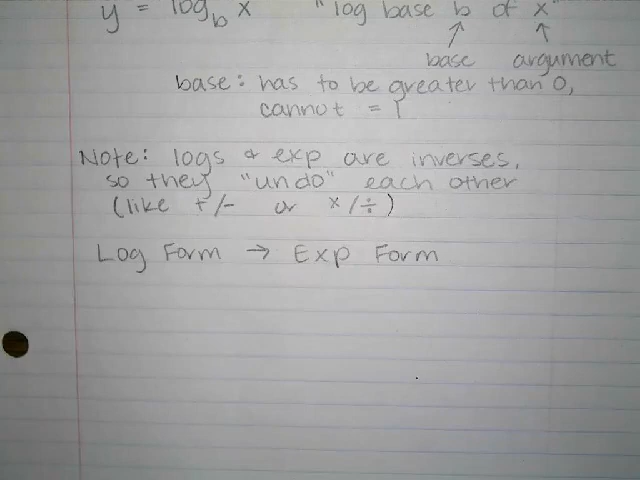 y = log_b x "log base b of x"
↑ ↑
base argument
base: has to be greater than 0,
cannot = 1
Note: logs & exp are inverses,
so they "undo" each other
(like +/- or ×/÷)
Log Form → Exp Form